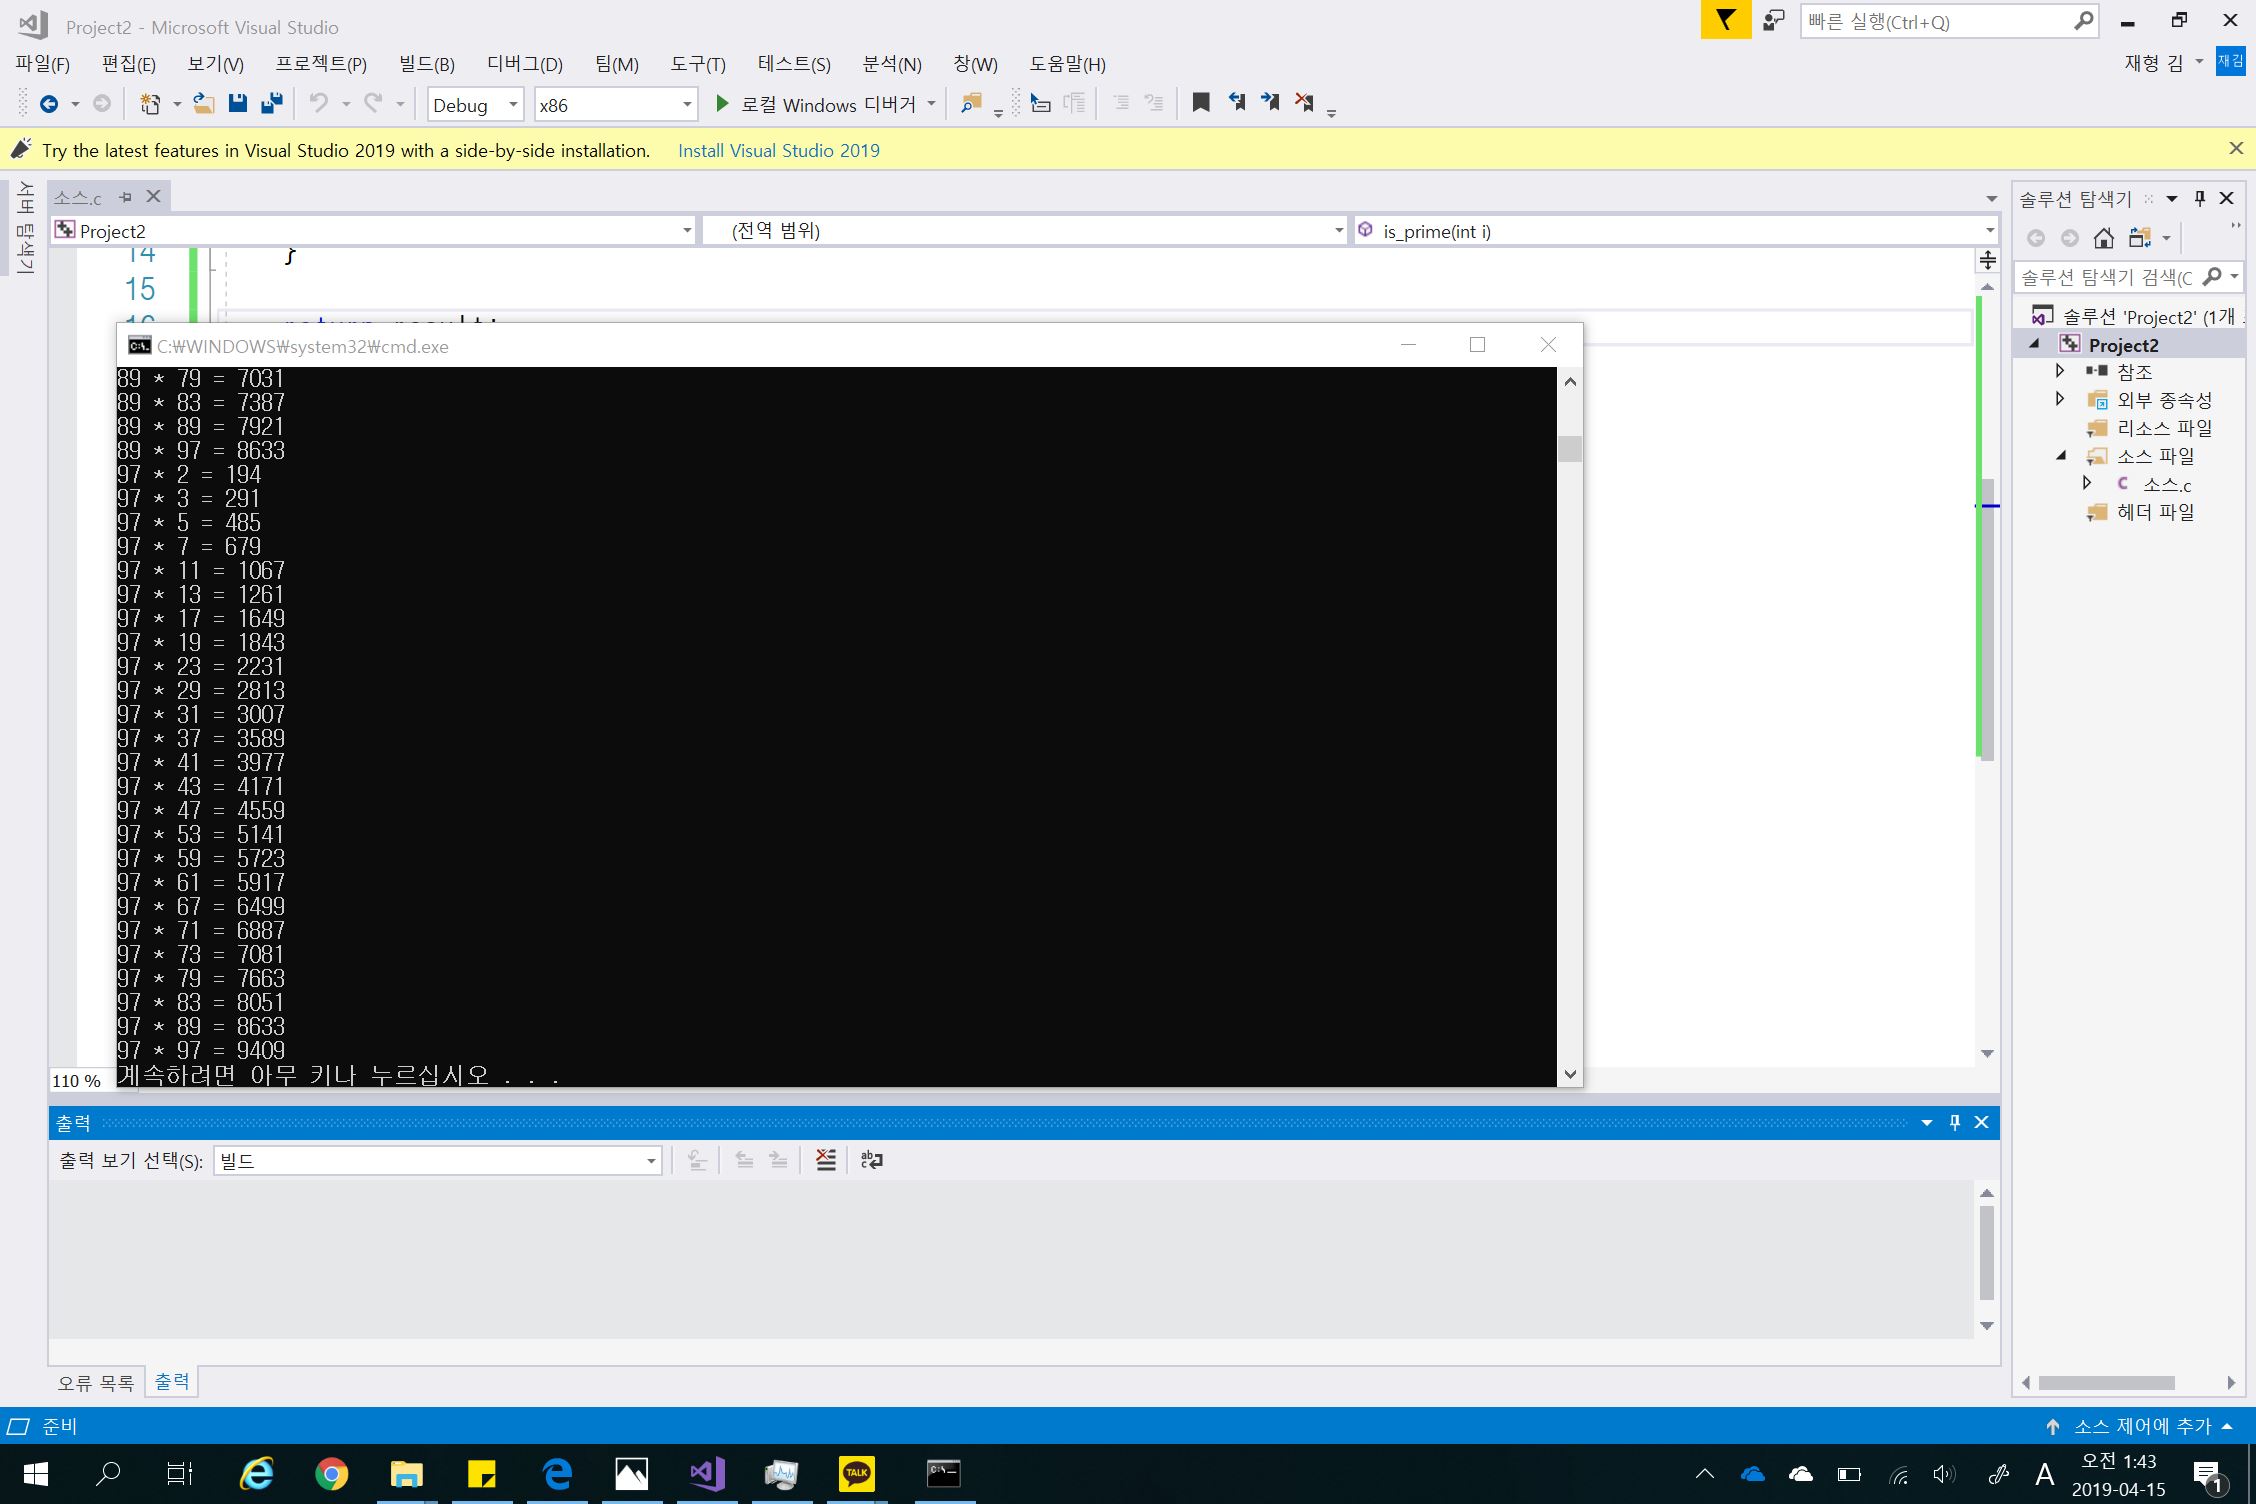 Project2 - Microsoft Visual Studio
빠른 실행(Ctrl+Q)
파일(F) 편집(E) 보기(V) 프로젝트(P) 빌드(B) 디버그(D) 팀(M) 도구(T) 테스트(S) 분석(N) 창(W) 도움말(H)
재형 김 재김
Debug x86 로컬 Windows 디버거
Try the latest features in Visual Studio 2019 with a side-by-side installation. Install Visual Studio 2019
서버 탐색기
소스.c
Project2 (전역 범위) is_prime(int i)
14 }
15
16 return result;
C:₩WINDOWS₩system32₩cmd.exe
89 * 79 = 7031
89 * 83 = 7387
89 * 89 = 7921
89 * 97 = 8633
97 * 2 = 194
97 * 3 = 291
97 * 5 = 485
97 * 7 = 679
97 * 11 = 1067
97 * 13 = 1261
97 * 17 = 1649
97 * 19 = 1843
97 * 23 = 2231
97 * 29 = 2813
97 * 31 = 3007
97 * 37 = 3589
97 * 41 = 3977
97 * 43 = 4171
97 * 47 = 4559
97 * 53 = 5141
97 * 59 = 5723
97 * 61 = 5917
97 * 67 = 6499
97 * 71 = 6887
97 * 73 = 7081
97 * 79 = 7663
97 * 83 = 8051
97 * 89 = 8633
97 * 97 = 9409
계속하려면 아무 키나 누르십시오 . . .
110 %
출력
출력 보기 선택(S): 빌드
오류 목록 출력
솔루션 탐색기
솔루션 탐색기 검색(C
솔루션 'Project2' (1개
Project2
참조
외부 종속성
리소스 파일
소스 파일
C 소스.c
헤더 파일
준비
소스 제어에 추가
TALK
A
오전 1:43
2019-04-15
1